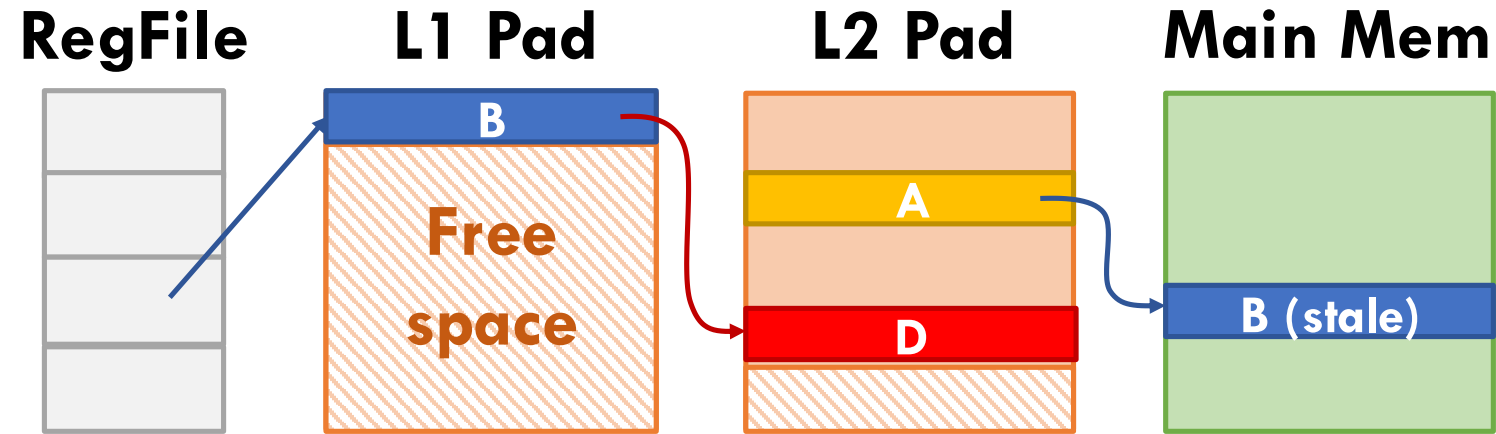 RegFile
L1 Pad
L2 Pad
Main Mem
B
Free
space
A
D
B (stale)